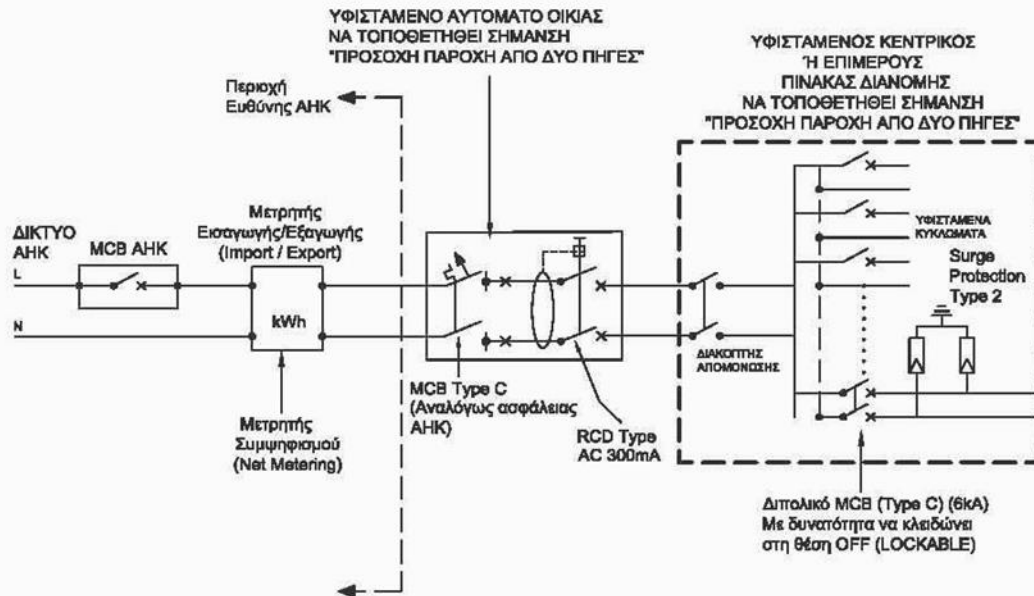 ΥΦΙΣΤΑΜΕΝΟ ΑΥΤΟΜΑΤΟ ΟΙΚΙΑΣ
ΝΑ ΤΟΠΟΘΕΤΗΘΕΙ ΣΗΜΑΝΣΗ
"ΠΡΟΣΟΧΗ ΠΑΡΟΧΗ ΑΠΟ ΔΥΟ ΠΗΓΕΣ"
ΥΦΙΣΤΑΜΕΝΟΣ ΚΕΝΤΡΙΚΟΣ
Ή ΕΠΙΜΕΡΟΥΣ
ΠΙΝΑΚΑΣ ΔΙΑΝΟΜΗΣ
ΝΑ ΤΟΠΟΘΕΤΗΘΕΙ ΣΗΜΑΝΣΗ
"ΠΡΟΣΟΧΗ ΠΑΡΟΧΗ ΑΠΟ ΔΥΟ ΠΗΓΕΣ"
Περιοχή
Ευθύνης ΑΗΚ
Μετρητής
Εισαγωγής/Εξαγωγής
(Import / Export)
ΔΙΚΤΥΟ
ΑΗΚ
MCB ΑΗΚ
L
N
kWh
ΥΦΙΣΤΑΜΕΝΑ
ΚΥΚΛΩΜΑΤΑ
Surge
Protection
Type 2
ΔΙΑΚΟΠΤΗΣ
ΑΠΟΜΟΝΩΣΗΣ
MCB Type C
(Αναλόγως ασφάλειας
ΑΗΚ)
RCD Type
AC 300mA
Μετρητής
Συμψηφισμού
(Net Metering)
Διπολικό MCB (Type C) (6kA)
Με δυνατότητα να κλειδώνει
στη θέση OFF (LOCKABLE)